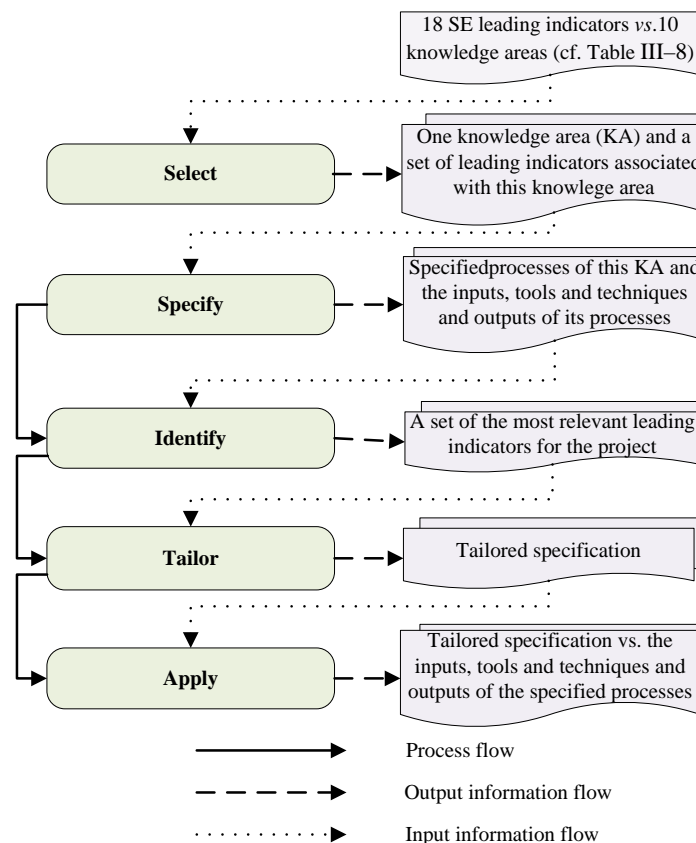 18 SE leading indicators vs.10
knowledge areas (cf. Table III–8)
Select
One knowledge area (KA) and a
set of leading indicators associated
with this knowlege area
Specify
Specifiedprocesses of this KA and
the inputs, tools and techniques
and outputs of its processes
Identify
A set of the most relevant leading
indicators for the project
Tailor
Tailored specification
Apply
Tailored specification vs. the
inputs, tools and techniques and
outputs of the specified processes
Process flow
Output information flow
Input information flow